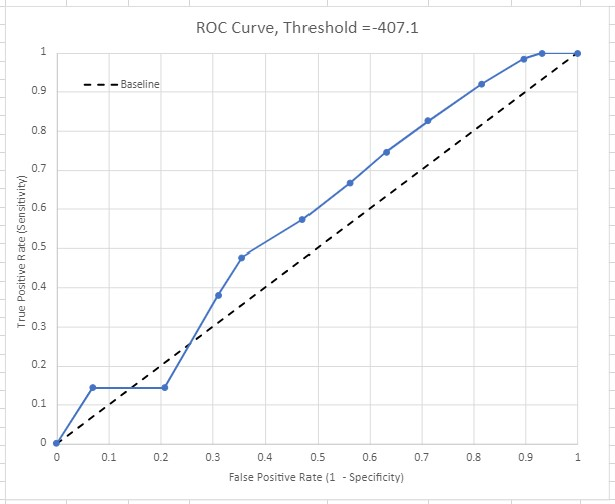 ROC Curve, Threshold =-407.1
Baseline
True Positive Rate (Sensitivity)
1
0.9
0.8
0.7
0.6
0.5
0.4
0.3
0.2
0.1
0
0 0.1 0.2 0.3 0.4 0.5 0.6 0.7 0.8 0.9 1
False Positive Rate (1 - Specificity)